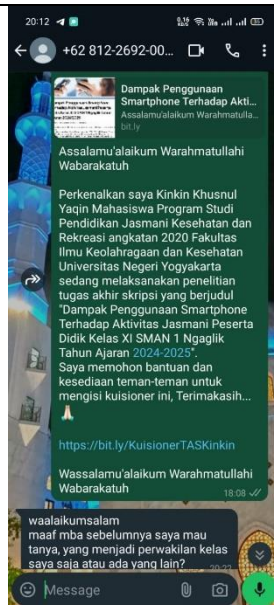 20:12
+62 812-2692-00...
Dampak Penggunaan
Smartphone Terhadap Akti...
Assalamu'alaikum Warahmatulla...
bit.ly
Assalamu'alaikum Warahmatullahi
Wabarakatuh
Perkenalkan saya Kinkin Khusnul
Yaqin Mahasiswa Program Studi
Pendidikan Jasmani Kesehatan dan
Rekreasi angkatan 2020 Fakultas
Ilmu Keolahragaan dan Kesehatan
Universitas Negeri Yogyakarta
sedang melaksanakan penelitian
tugas akhir skripsi yang berjudul
"Dampak Penggunaan Smartphone
Terhadap Aktivitas Jasmani Peserta
Didik Kelas XI SMAN 1 Ngaglik
Tahun Ajaran 2024-2025".
Saya memohon bantuan dan
kesediaan teman-teman untuk
mengisi kuisioner ini, Terimakasih...
🙏🏻
https://bit.ly/KuisionerTASKinkin
Wassalamu'alaikum Warahmatullahi
Wabarakatuh
18:08
waalaikumsalam
maaf mba sebelumnya saya mau
tanya, yang menjadi perwakilan kelas
saya saja atau ada yang lain?
Message